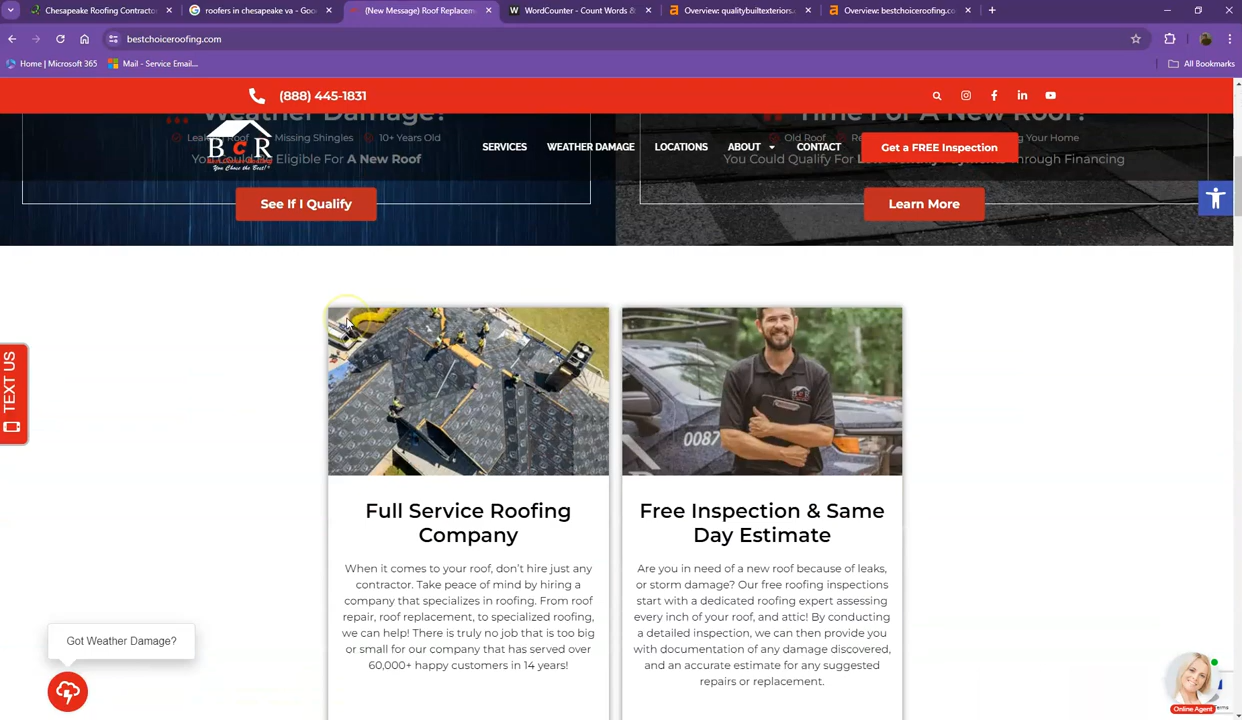 Chesapeake Roofing Contracto
roofers in chesapeake va - Goo
(New Message) Roof Replacem
WordCounter - Count Words &
Overview: qualitybuiltexteriors.
Overview: bestchoiceroofing.co
bestchoiceroofing.com
Home | Microsoft 365
Mail - Service Email...
All Bookmarks
(888) 445-1831
Weather Damage?
Time For A New Roof?
Missing Shingles
10+ Years Old
Old Roof
You Could Qualify For
Through Financing
Eligible For A New Roof
BCR
You Chose the Best!
SERVICES
WEATHER DAMAGE
LOCATIONS
ABOUT
CONTACT
Get a FREE Inspection
See If I Qualify
Learn More
TEXT US
0087
BCR
Full Service Roofing
Company
When it comes to your roof, don't hire just any
contractor. Take peace of mind by hiring a
company that specializes in roofing. From roof
repair, roof replacement, to specialized roofing,
we can help! There is truly no job that is too big
or small for our company that has served over
60,000+ happy customers in 14 years!
Free Inspection & Same
Day Estimate
Are you in need of a new roof because of leaks,
or storm damage? Our free roofing inspections
start with a dedicated roofing expert assessing
every inch of your roof, and attic! By conducting
a detailed inspection, we can then provide you
with documentation of any damage discovered,
and an accurate estimate for any suggested
repairs or replacement.
Got Weather Damage?
Online Agent